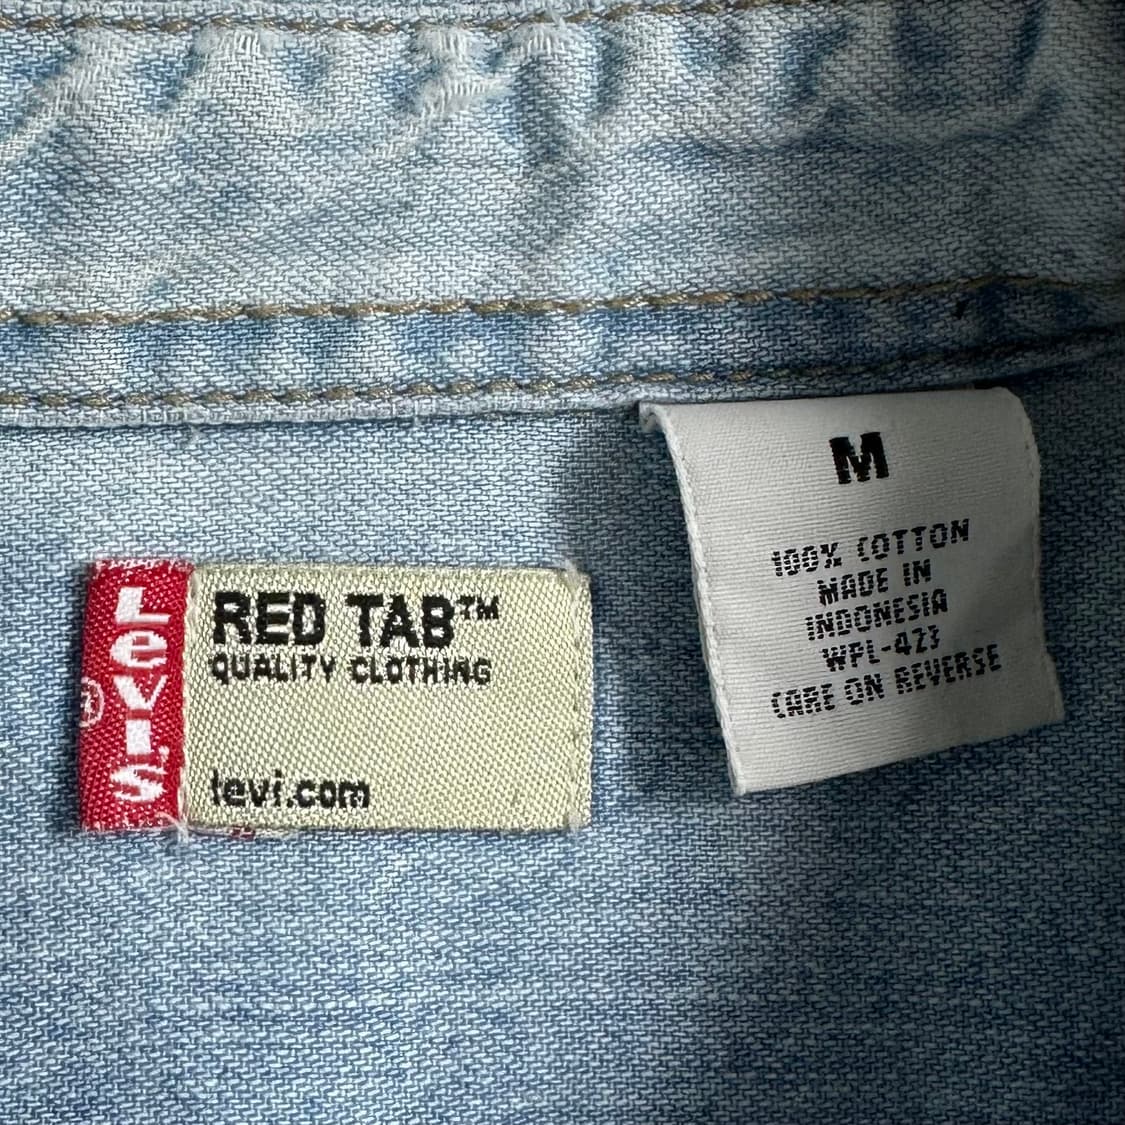 LEVI'S
®
RED TAB™
QUALITY CLOTHING
levi.com
M
100% COTTON
MADE IN
INDONESIA
WPL-423
CARE ON REVERSE